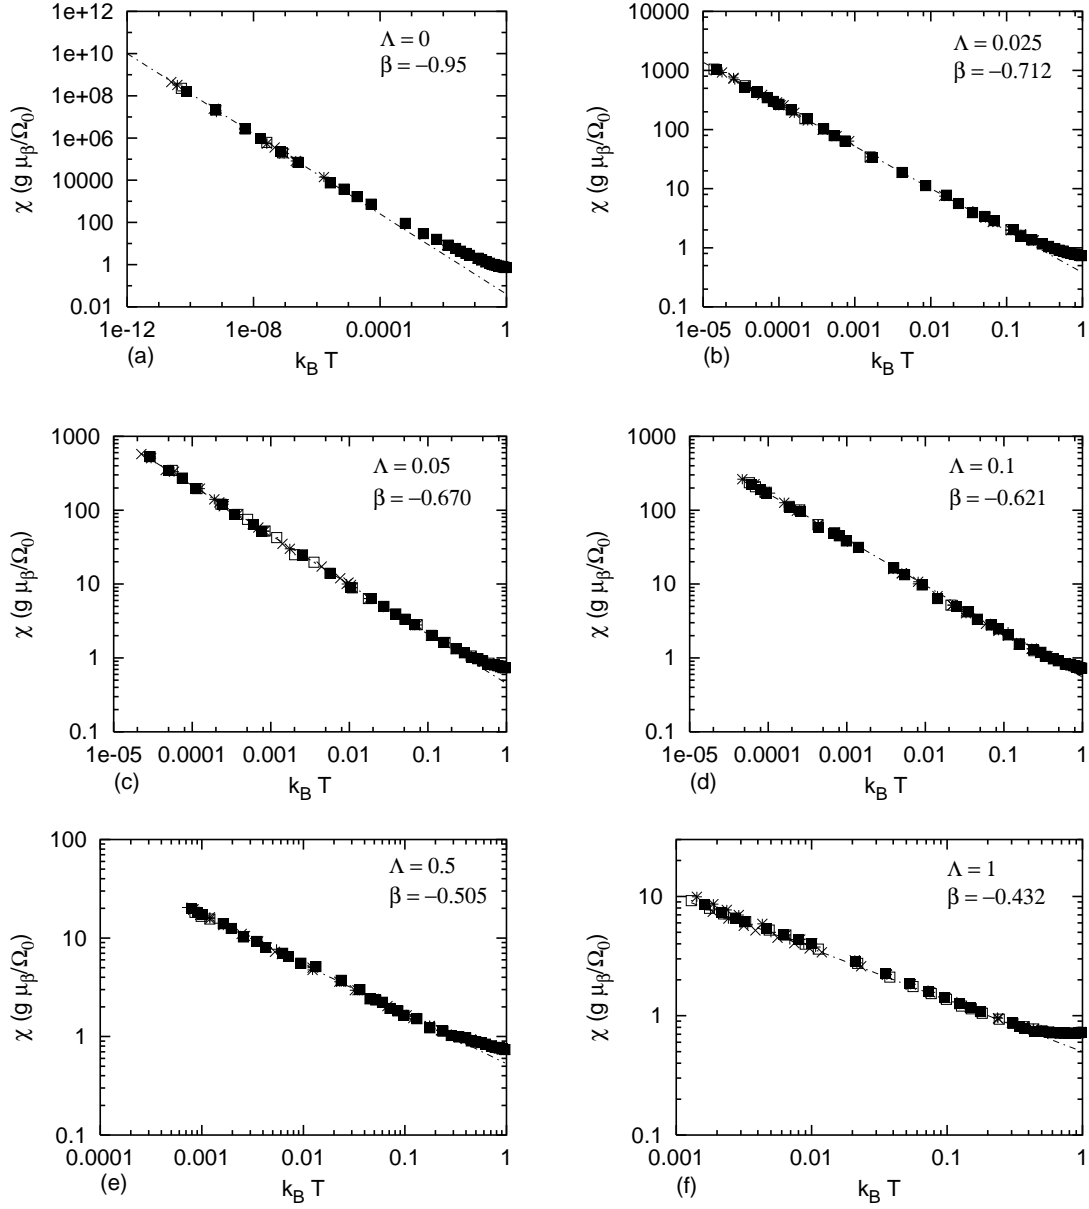 1e+12
1e+10
1e+08
1e+06
10000
100
1
0.01
1e-12
1e-08
0.0001
1
Λ = 0
β = −0.95
χ (g μβ/Ω0)
kB T
(a)
10000
1000
100
10
1
0.1
1e-05
0.0001
0.001
0.01
0.1
1
Λ = 0.025
β = −0.712
χ (g μβ/Ω0)
kB T
(b)
1000
100
10
1
0.1
1e-05
0.0001
0.001
0.01
0.1
1
Λ = 0.05
β = −0.670
χ (g μβ/Ω0)
kB T
(c)
1000
100
10
1
0.1
1e-05
0.0001
0.001
0.01
0.1
1
Λ = 0.1
β = −0.621
χ (g μβ/Ω0)
kB T
(d)
100
10
1
0.1
0.0001
0.001
0.01
0.1
1
Λ = 0.5
β = −0.505
χ (g μβ/Ω0)
kB T
(e)
10
1
0.1
0.001
0.01
0.1
1
Λ = 1
β = −0.432
χ (g μβ/Ω0)
kB T
(f)